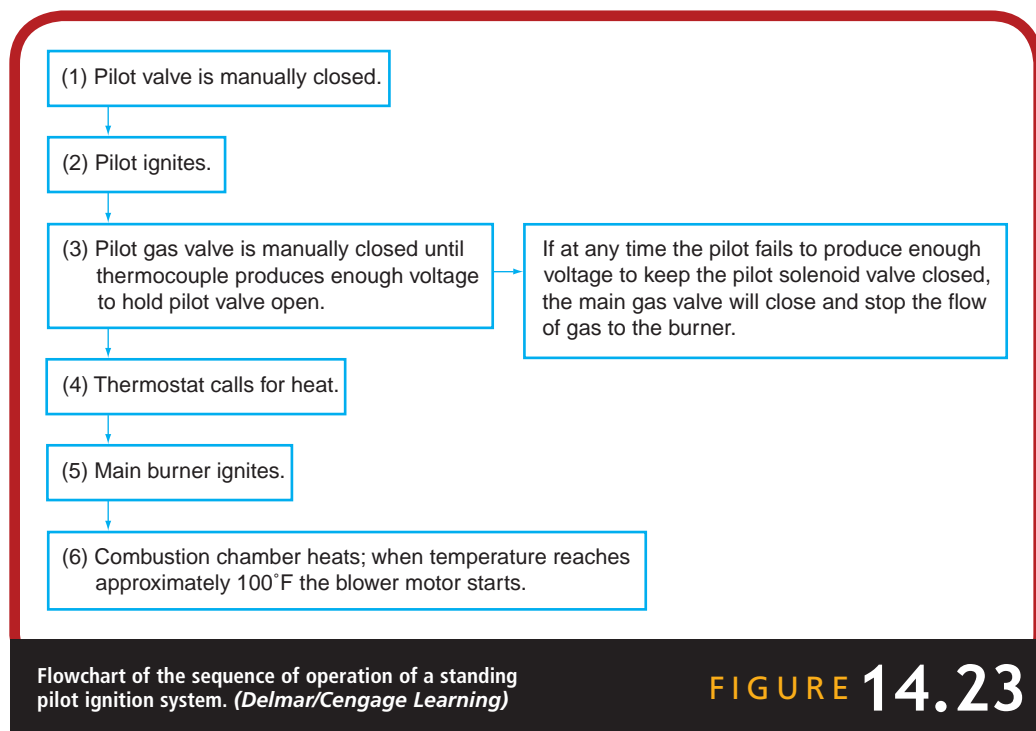 (1) Pilot valve is manually closed.
(2) Pilot ignites.
(3) Pilot gas valve is manually closed until
thermocouple produces enough voltage
to hold pilot valve open.
If at any time the pilot fails to produce enough
voltage to keep the pilot solenoid valve closed,
the main gas valve will close and stop the flow
of gas to the burner.
(4) Thermostat calls for heat.
(5) Main burner ignites.
(6) Combustion chamber heats; when temperature reaches
approximately 100˚F the blower motor starts.
Flowchart of the sequence of operation of a standing
pilot ignition system. (Delmar/Cengage Learning)
FIGURE 14.23